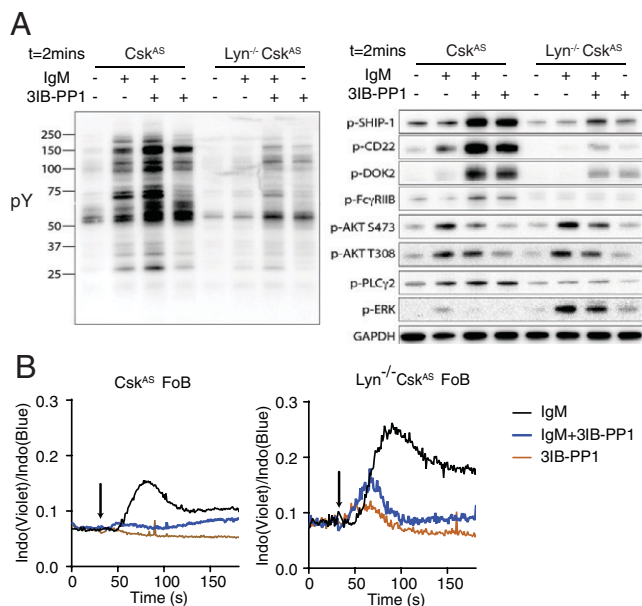 A
t=2mins Csk^AS Lyn^-/- Csk^AS
IgM - + + - - + + -
3IB-PP1 - - + + - - + +
pY
250
150
100
75
50
37
25
t=2mins Csk^AS Lyn^-/- Csk^AS
IgM - + + - - + + -
3IB-PP1 - - + + - - + +
p-SHIP-1
p-CD22
p-DOK2
p-FcγRIIB
p-AKT S473
p-AKT T308
p-PLCγ2
p-ERK
GAPDH
B
Csk^AS FoB
Indo(Violet)/Indo(Blue)
0.3
0.2
0.1
0.0
0 50 100 150
Time (s)
Lyn^-/-Csk^AS FoB
Indo(Violet)/Indo(Blue)
0.3
0.2
0.1
0.0
0 50 100 150
Time (s)
IgM
IgM+3IB-PP1
3IB-PP1